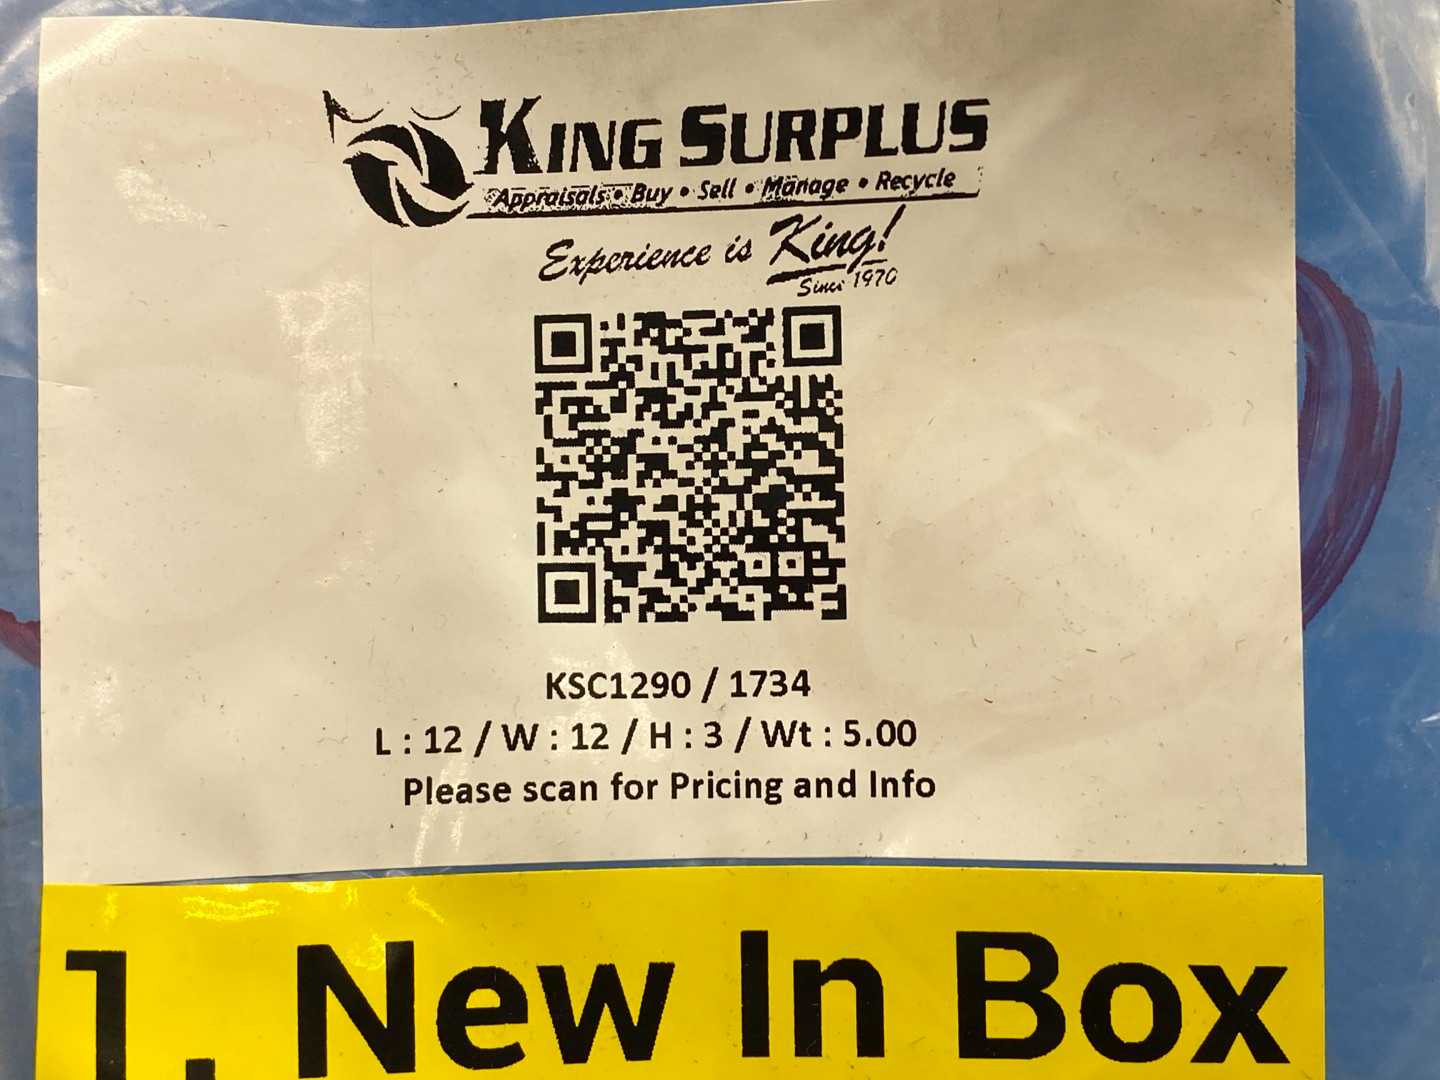 KING SURPLUS
Appraisals • Buy • Sell • Manage • Recycle
Experience is King!
Since 1970
KSC1290 / 1734
L : 12 / W : 12 / H : 3 / Wt : 5.00
Please scan for Pricing and Info
1. New In Box